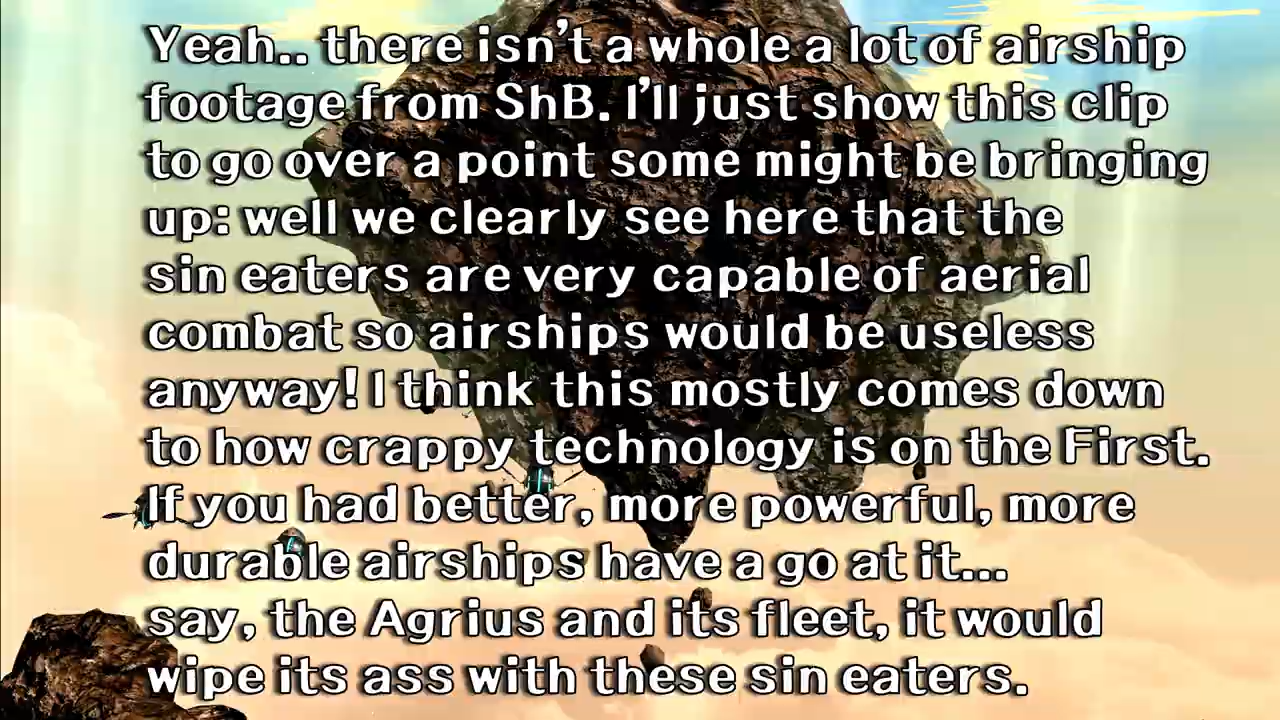 Yeah.. there isn't a whole a lot of airship
footage from ShB. I'll just show this clip
to go over a point some might be bringing
up: well we clearly see here that the
sin eaters are very capable of aerial
combat so airships would be useless
anyway! I think this mostly comes down
to how crappy technology is on the First.
If you had better, more powerful, more
durable airships have a go at it...
say, the Agrius and its fleet, it would
wipe its ass with these sin eaters.